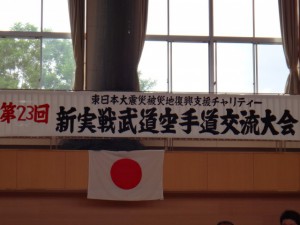 東日本大震災被災地復興支援チャリティー
第23回 新実戦武道空手道交流大会